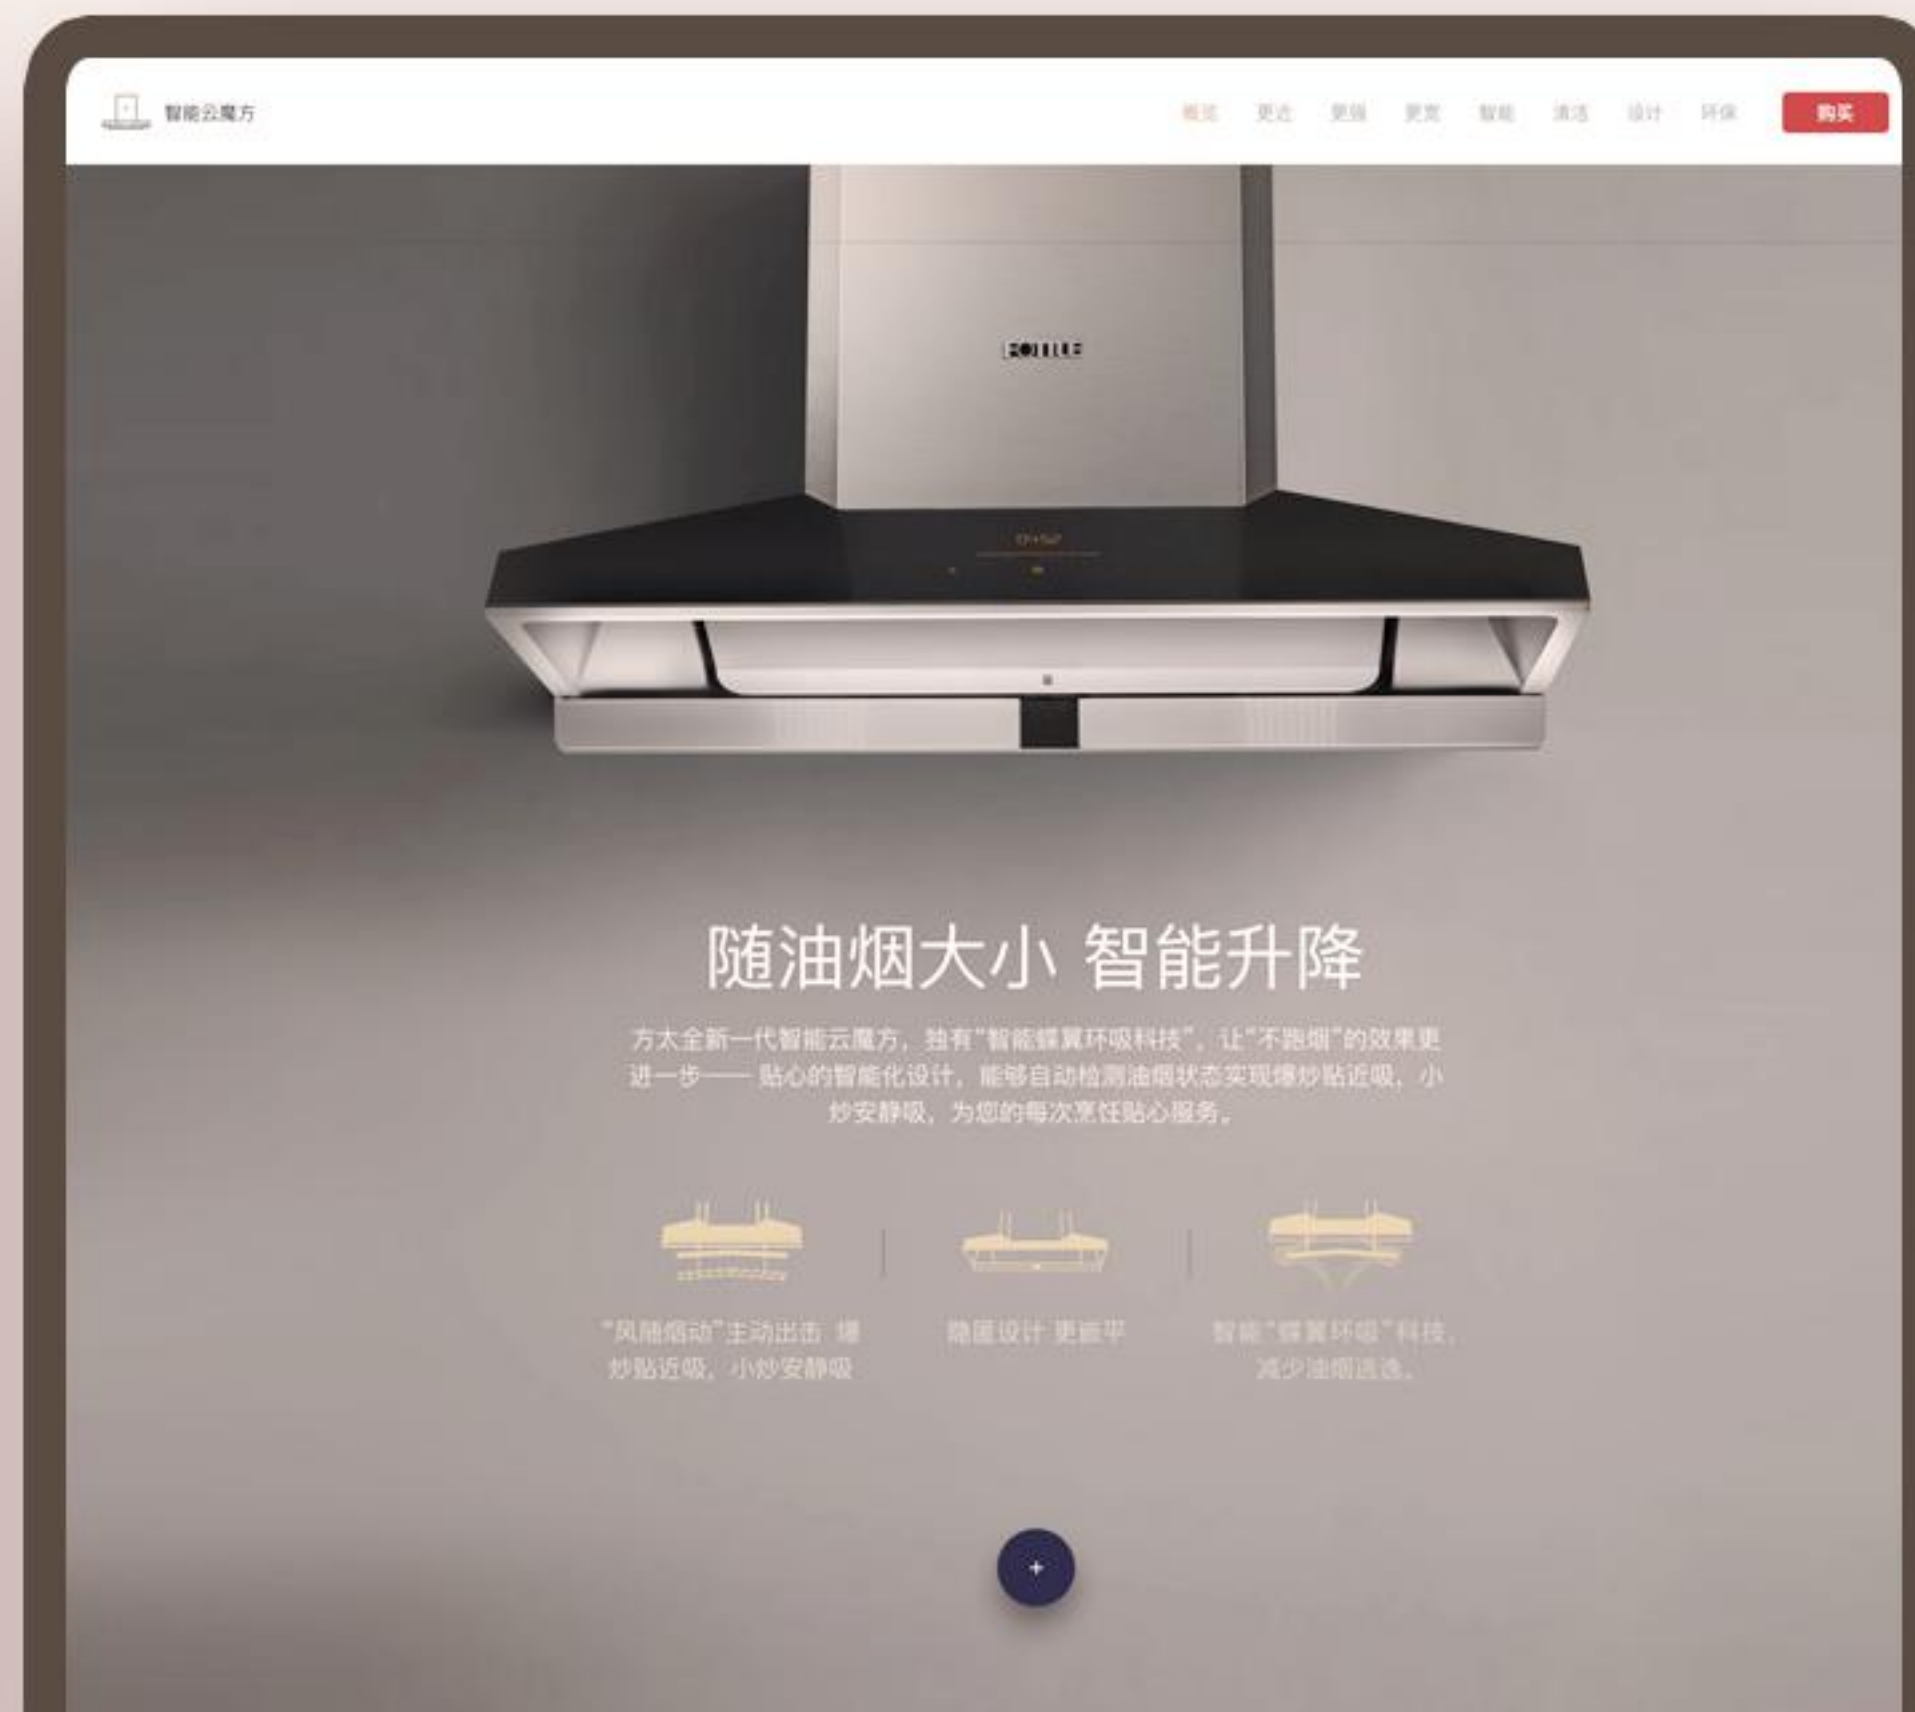 智能云魔方
概览 更近 更强 更宽 智能 清洁 设计 环保 购买
FOTILE
随油烟大小 智能升降
方太全新一代智能云魔方，独有“智能蝶翼环吸科技”，让“不跑烟”的效果更
进一步—— 贴心的智能化设计，能够自动检测油烟状态实现爆炒贴近吸，小
炒安静吸，为您的每次烹饪贴心服务。
“风随烟动”主动出击 爆
炒贴近吸，小炒安静吸
隐匿设计 更嵌平
智能“蝶翼环吸”科技，
减少油烟逃逸。
+